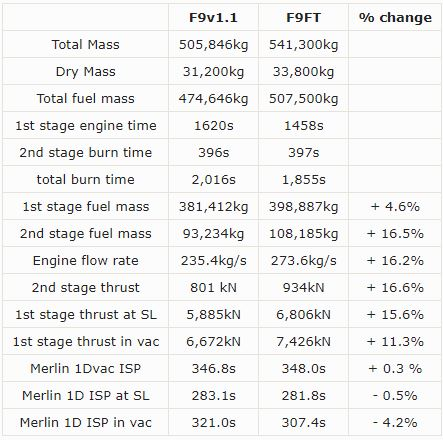 F9v1.1 F9FT % change
Total Mass 505,846kg 541,300kg
Dry Mass 31,200kg 33,800kg
Total fuel mass 474,646kg 507,500kg
1st stage engine time 1620s 1458s
2nd stage burn time 396s 397s
total burn time 2,016s 1,855s
1st stage fuel mass 381,412kg 398,887kg + 4.6%
2nd stage fuel mass 93,234kg 108,185kg + 16.5%
Engine flow rate 235.4kg/s 273.6kg/s + 16.2%
2nd stage thrust 801 kN 934kN + 16.6%
1st stage thrust at SL 5,885kN 6,806kN + 15.6%
1st stage thrust in vac 6,672kN 7,426kN + 11.3%
Merlin 1Dvac ISP 346.8s 348.0s + 0.3 %
Merlin 1D ISP at SL 283.1s 281.8s - 0.5%
Merlin 1D ISP in vac 321.0s 307.4s - 4.2%